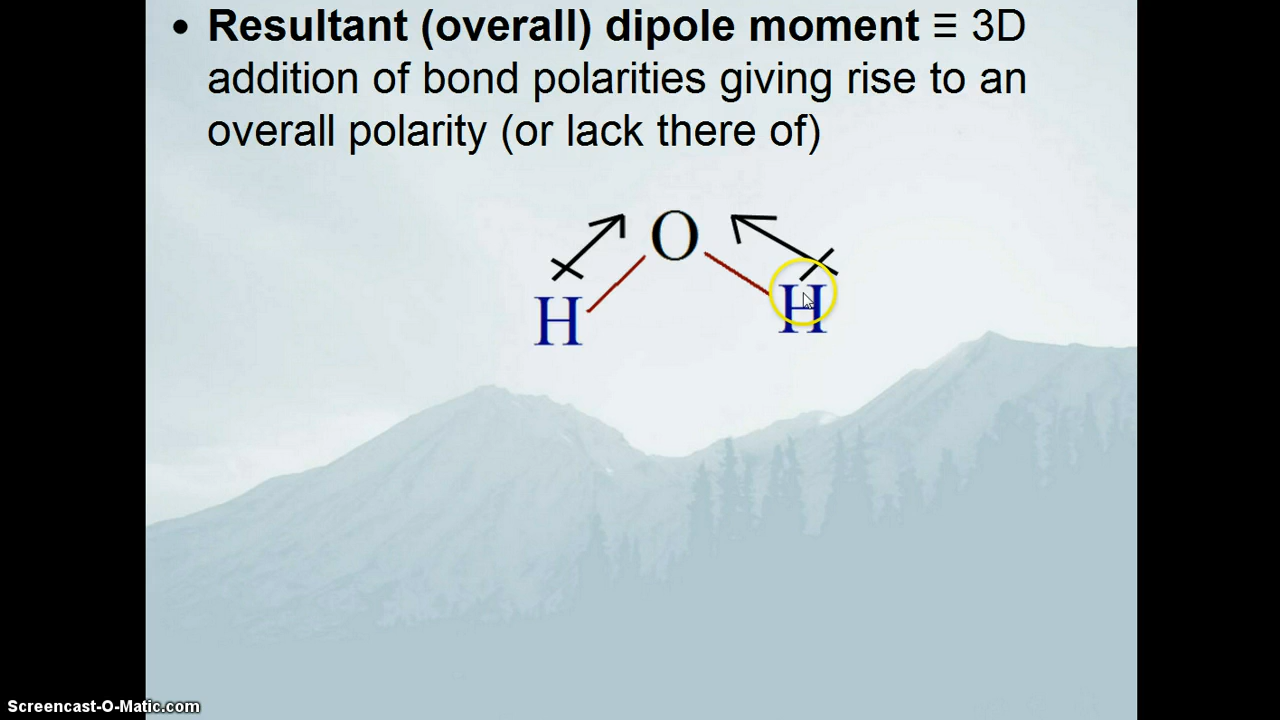 • Resultant (overall) dipole moment ≡ 3D
addition of bond polarities giving rise to an
overall polarity (or lack there of)
O
H H
Screencast-O-Matic.com